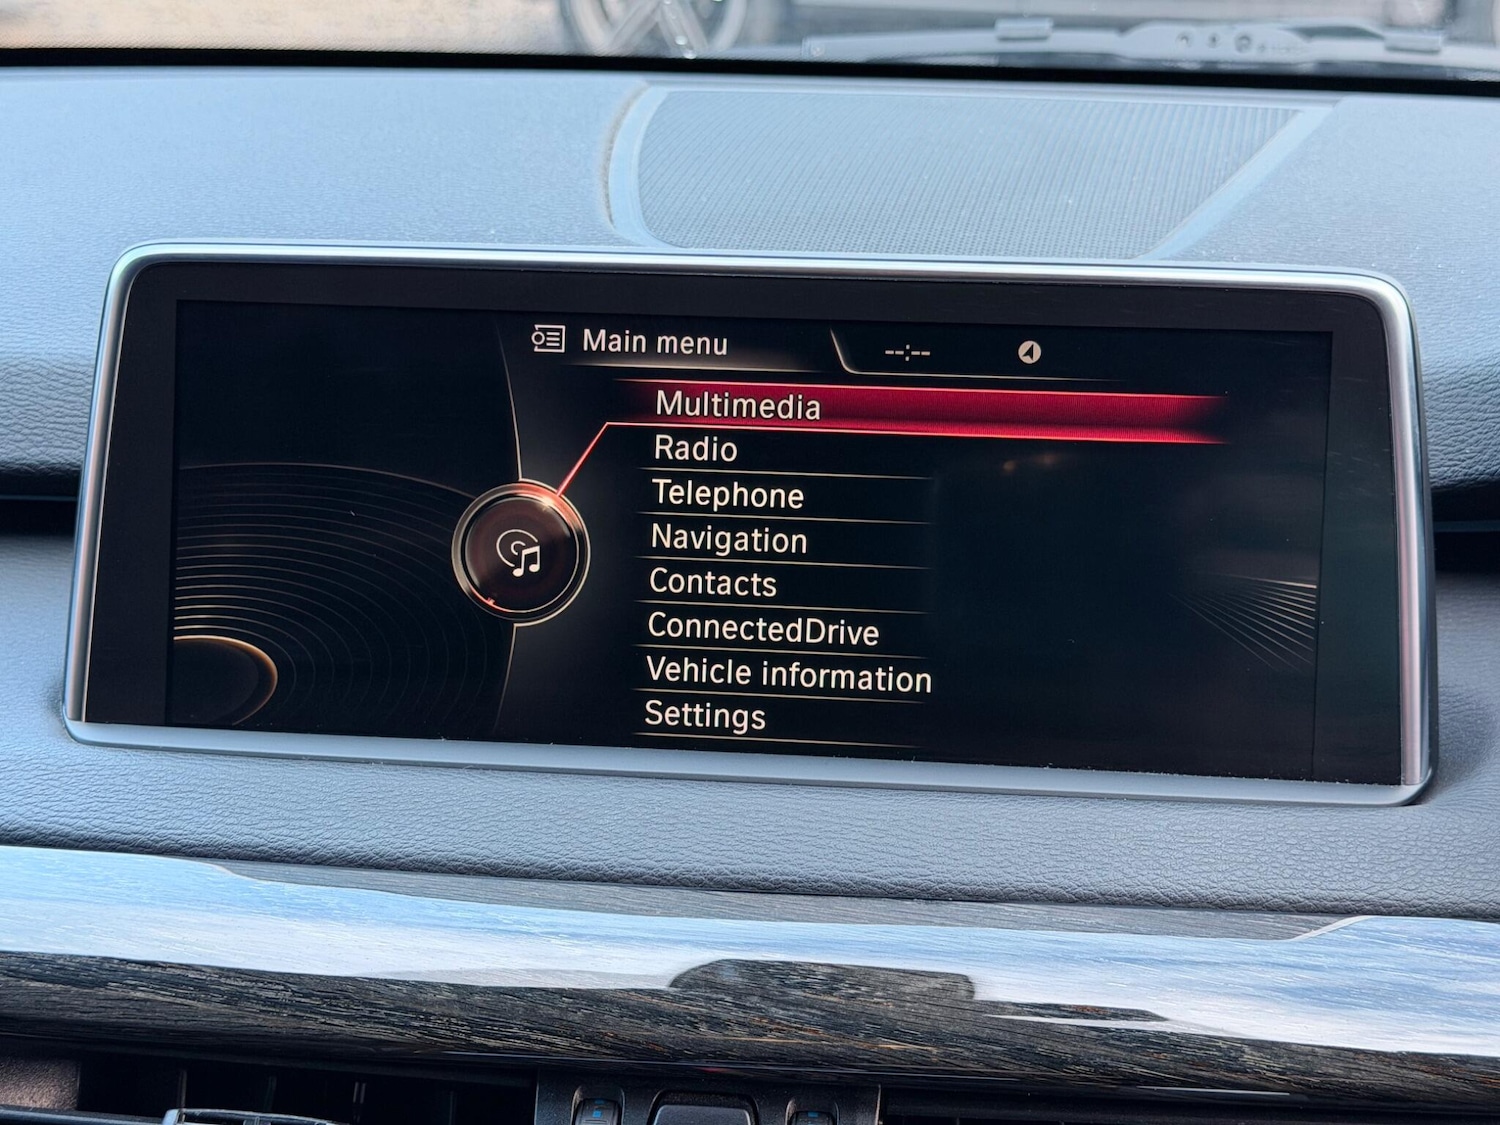 Main menu --:--
Multimedia
Radio
Telephone
Navigation
Contacts
ConnectedDrive
Vehicle information
Settings